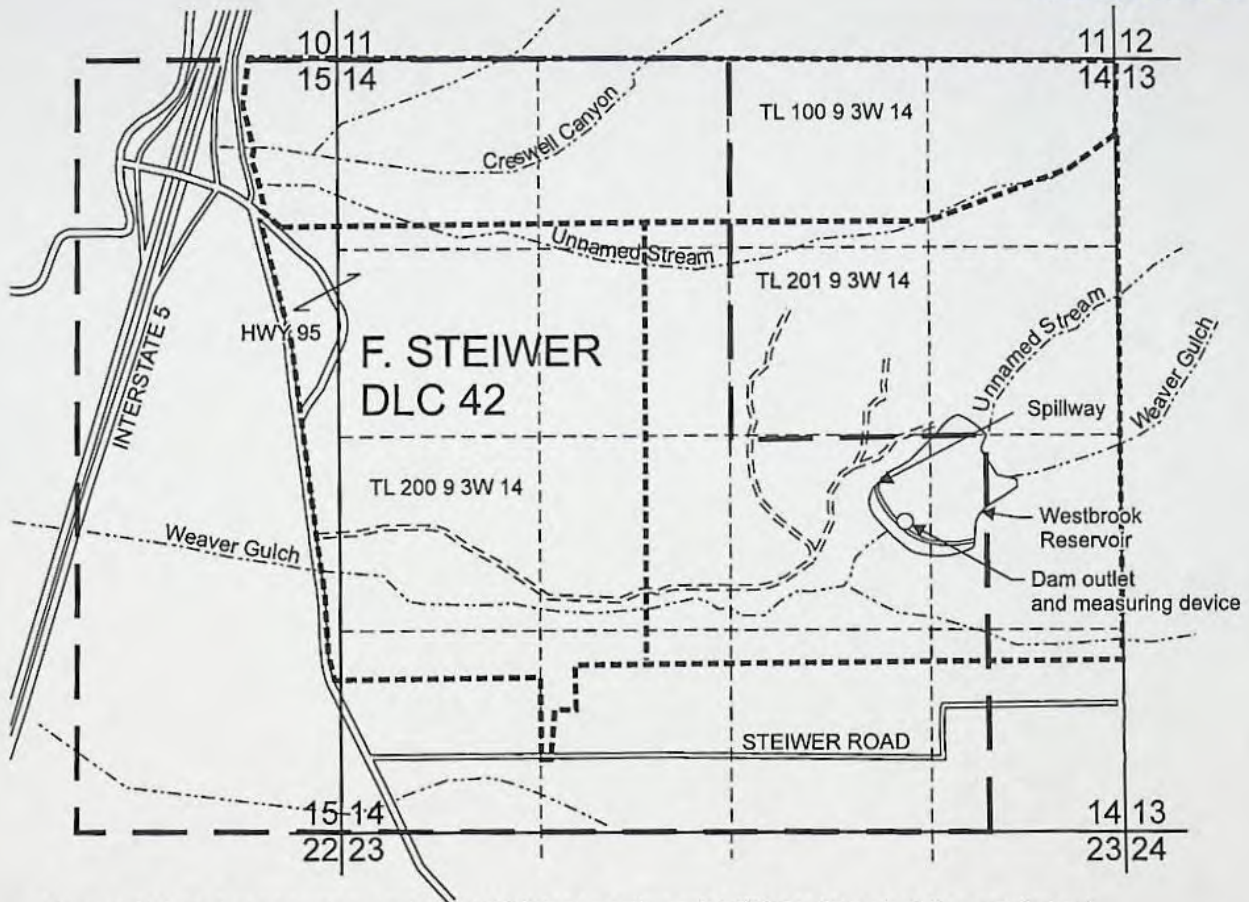 10 11
15 14
11 12
14 13
TL 100 9 3W 14
Creswell Canyon
Unnamed Stream
TL 201 9 3W 14
HWY 95
INTERSTATE 5
F. STEIWER
DLC 42
Unnamed Stream
Weaver Gulch
Spillway
TL 200 9 3W 14
Weaver Gulch
Westbrook
Reservoir
Dam outlet
and measuring device
STEIWER ROAD
15 14
22 23
14 13
23 24